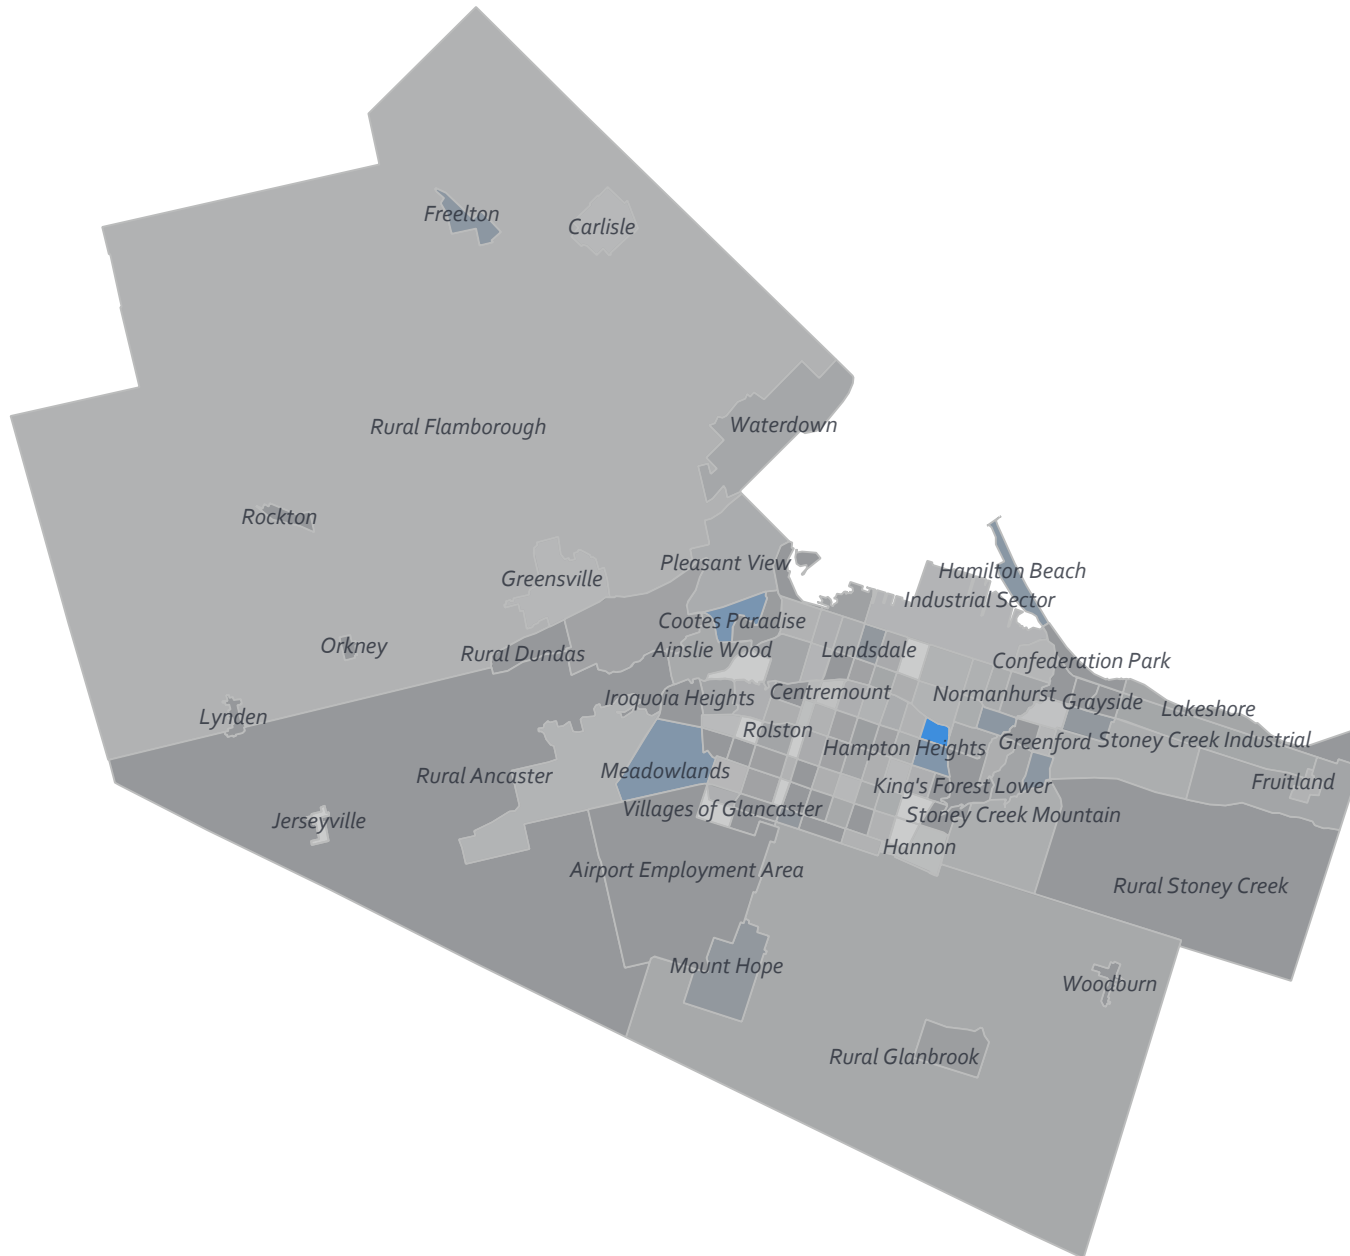 Freelton
Carlisle
Waterdown
Rural Flamborough
Rockton
Pleasant View
Hamilton Beach
Greensville
Industrial Sector
Cootes Paradise
Orkney
Rural Dundas
Ainslie Wood
Landsdale
Confederation Park
Iroquoia Heights
Centremount
Normanhurst
Grayside
Lakeshore
Lynden
Rolston
Hampton Heights
Greenford
Stoney Creek Industrial
Rural Ancaster
Meadowlands
King's Forest Lower
Fruitland
Jerseyville
Villages of Glancaster
Stoney Creek Mountain
Hannon
Airport Employment Area
Rural Stoney Creek
Mount Hope
Woodburn
Rural Glanbrook